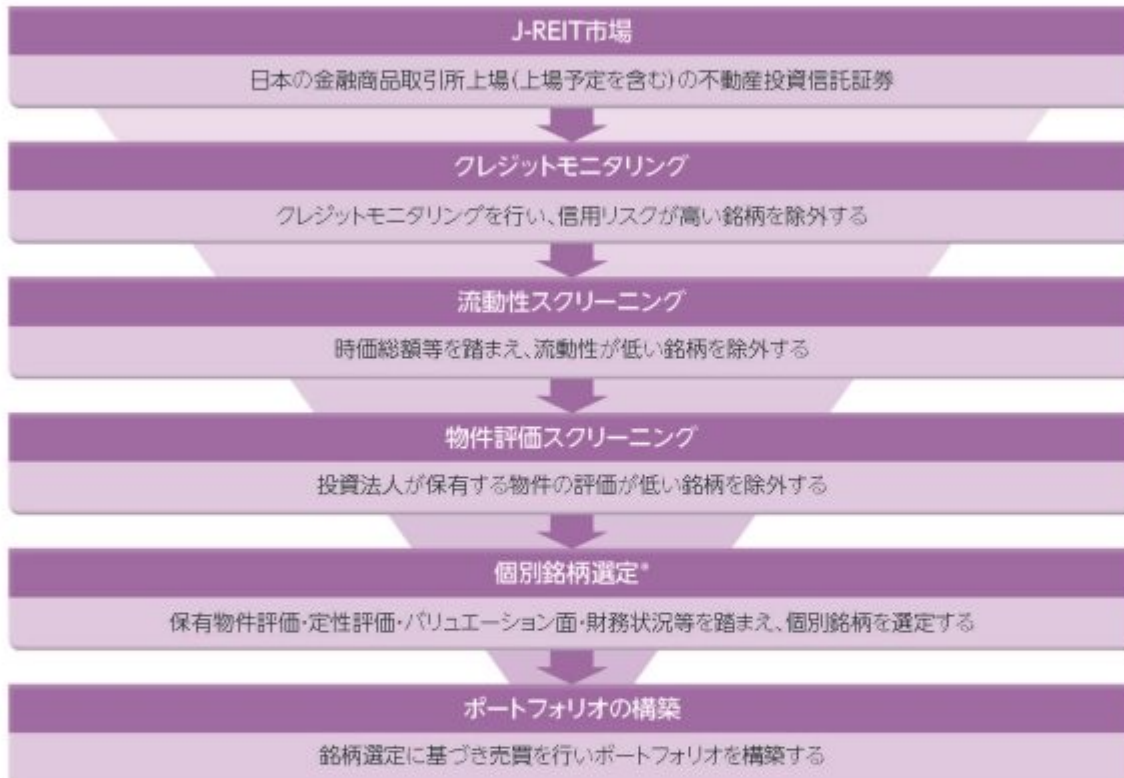 J-REIT市場
日本の金融商品取引所上場(上場予定を含む)の不動産投資信託証券
クレジットモニタリング
クレジットモニタリングを行い、信用リスクが高い銘柄を除外する
流動性スクリーニング
時価総額等を踏まえ、流動性が低い銘柄を除外する
物件評価スクリーニング
投資法人が保有する物件の評価が低い銘柄を除外する
個別銘柄選定*
保有物件評価・定性評価・バリュエーション面・財務状況等を踏まえ、個別銘柄を選定する
ポートフォリオの構築
銘柄選定に基づき売買を行いポートフォリオを構築する